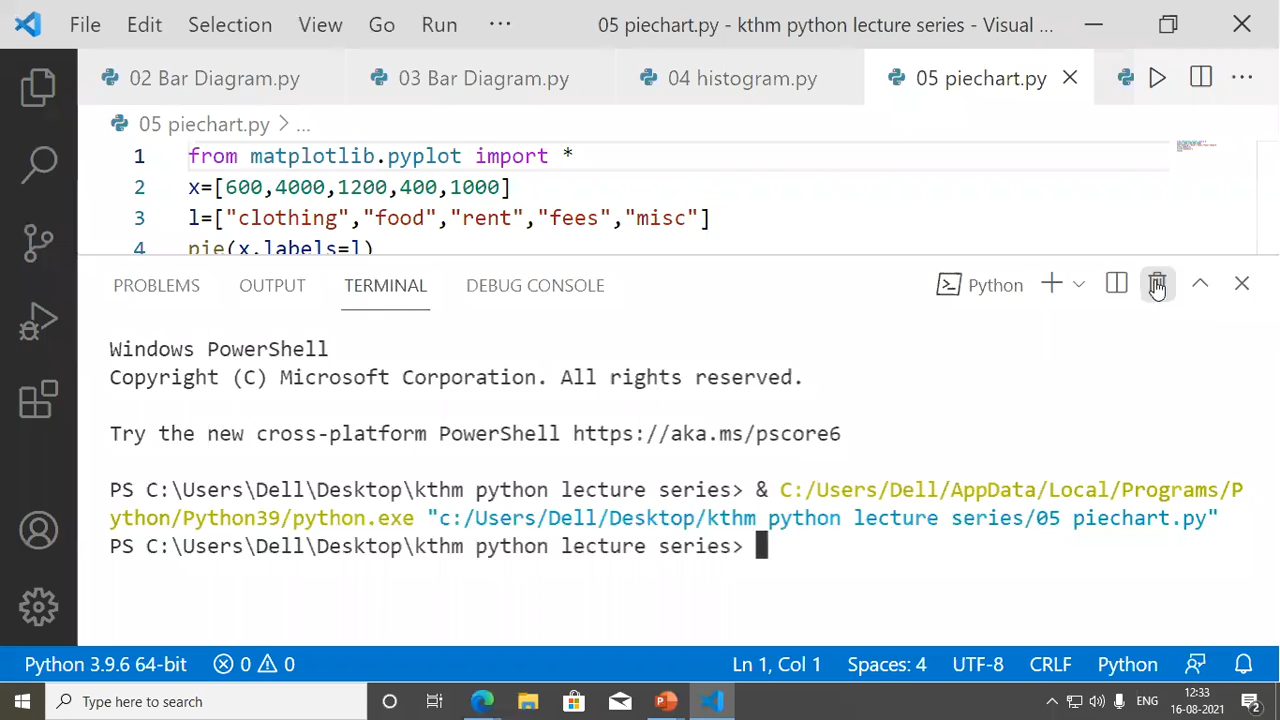 File Edit Selection View Go Run ··· 05 piechart.py - kthm python lecture series - Visual ...
02 Bar Diagram.py 03 Bar Diagram.py 04 histogram.py 05 piechart.py
05 piechart.py > ...
1 from matplotlib.pyplot import *
2 x=[600,4000,1200,400,1000]
3 l=["clothing","food","rent","fees","misc"]
4 pie(x,labels=l)
PROBLEMS OUTPUT TERMINAL DEBUG CONSOLE Python
Windows PowerShell
Copyright (C) Microsoft Corporation. All rights reserved.
Try the new cross-platform PowerShell https://aka.ms/pscore6
PS C:\Users\Dell\Desktop\kthm python lecture series> & C:/Users/Dell/AppData/Local/Programs/P
ython/Python39/python.exe "c:/Users/Dell/Desktop/kthm python lecture series/05 piechart.py"
PS C:\Users\Dell\Desktop\kthm python lecture series>
Python 3.9.6 64-bit 0 0 Ln 1, Col 1 Spaces: 4 UTF-8 CRLF Python
Type here to search ENG 12:33
16-08-2021 2